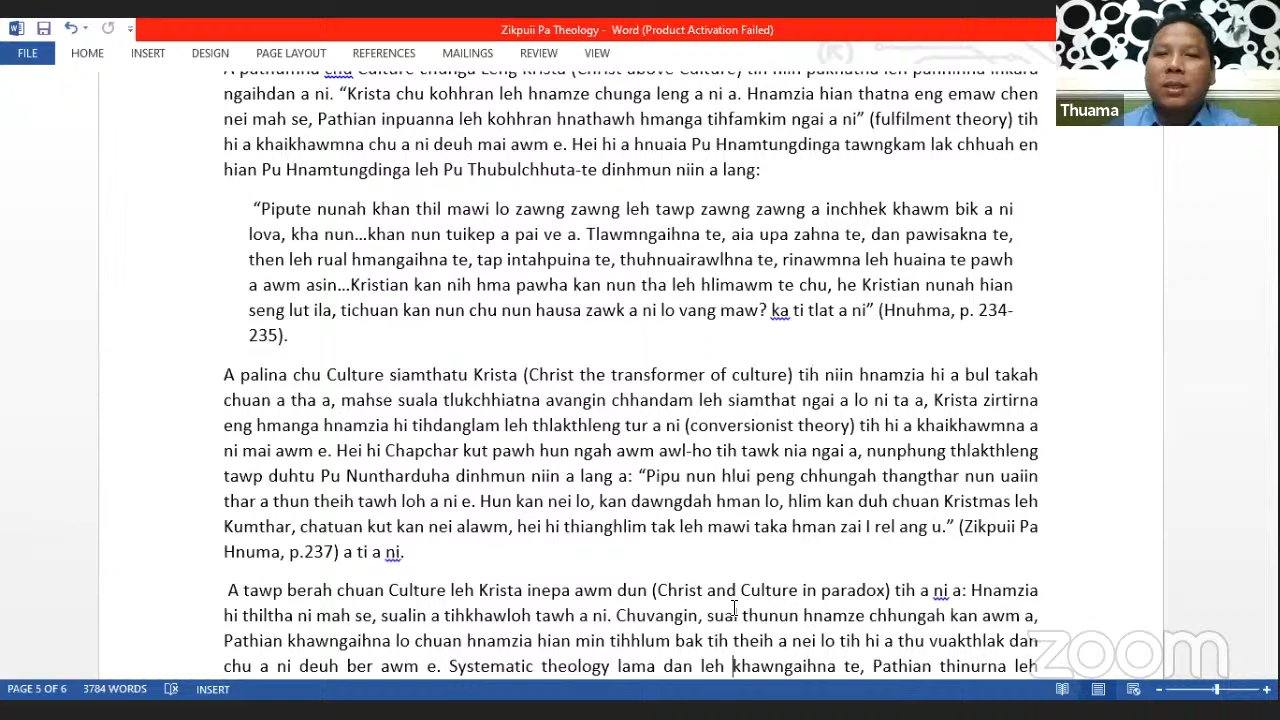 Zikpuii Pa Theology - Word (Product Activation Failed)
FILE HOME INSERT DESIGN PAGE LAYOUT REFERENCES MAILINGS REVIEW VIEW
Thuama
ngaihdan a ni. “Krista chu kohhran leh hnamze chunga leng a ni a. Hnamzia hian thatna eng emaw chen
nei mah se, Pathian inpuanna leh kohhran hnathawh hmanga tihfamkim ngai a ni” (fulfilment theory) tih
hi a khaikhawmna chu a ni deuh mai awm e. Hei hi a hnuaia Pu Hnamtungdinga tawngkam lak chhuah en
hian Pu Hnamtungdinga leh Pu Thubulchhuta-te dinhmun niin a lang:
“Pipute nunah khan thil mawi lo zawng zawng leh tawp zawng zawng a inchhek khawm bik a ni
lova, kha nun…khan nun tuikep a pai ve a. Tlawmngaihna te, aia upa zahna te, dan pawisakna te,
then leh rual hmangaihna te, tap intahpuina te, thuhnuairawlhna te, rinawmna leh huaina te pawh
a awm asin…Kristian kan nih hma pawha kan nun tha leh hlimawm te chu, he Kristian nunah hian
seng lut ila, tichuan kan nun chu nun hausa zawk a ni lo vang maw? ka ti tlat a ni” (Hnuhma, p. 234-
235).
A palina chu Culture siamthatu Krista (Christ the transformer of culture) tih niin hnamzia hi a bul takah
chuan a tha a, mahse suala tlukchhiatna avangin chhandam leh siamthat ngai a lo ni ta a, Krista zirtirna
eng hmanga hnamzia hi tihdanglam leh thlakthleng tur a ni (conversionist theory) tih hi a khaikhawmna a
ni mai awm e. Hei hi Chapchar kut pawh hun ngah awm awl-ho tih tawk nia ngai a, nunphung thlakthleng
tawp duhtu Pu Nuntharduha dinhmun niin a lang a: “Pipu nun hlui peng chhungah thangthar nun uaiin
thar a thun theih tawh loh a ni e. Hun kan nei lo, kan dawngdah hman lo, hlim kan duh chuan Kristmas leh
Kumthar, chatuan kut kan nei alawm, hei hi thianghlim tak leh mawi taka hman zai I rel ang u.” (Zikpuii Pa
Hnuma, p.237) a ti a ni.
A tawp berah chuan Culture leh Krista inepa awm dun (Christ and Culture in paradox) tih a ni a: Hnamzia
hi thiltha ni mah se, sualin a tihkhawloh tawh a ni. Chuvangin, sual thunun hnamze chhungah kan awm a,
Pathian khawngaihna lo chuan hnamzia hian min tihhlum bak tih theih a nei lo tih hi a thu vuakthlak dan
chu a ni deuh ber awm e. Systematic theology lama dan leh khawngaihna te, Pathian thinurna leh
zoom
PAGE 5 OF 6 3784 WORDS INSERT